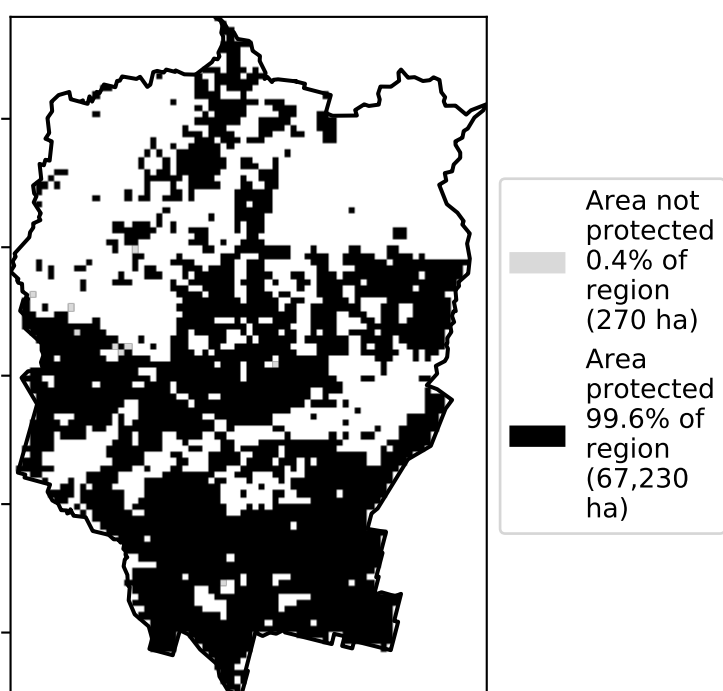 Area not
protected
0.4% of
region
(270 ha)
Area
protected
99.6% of
region
(67,230
ha)